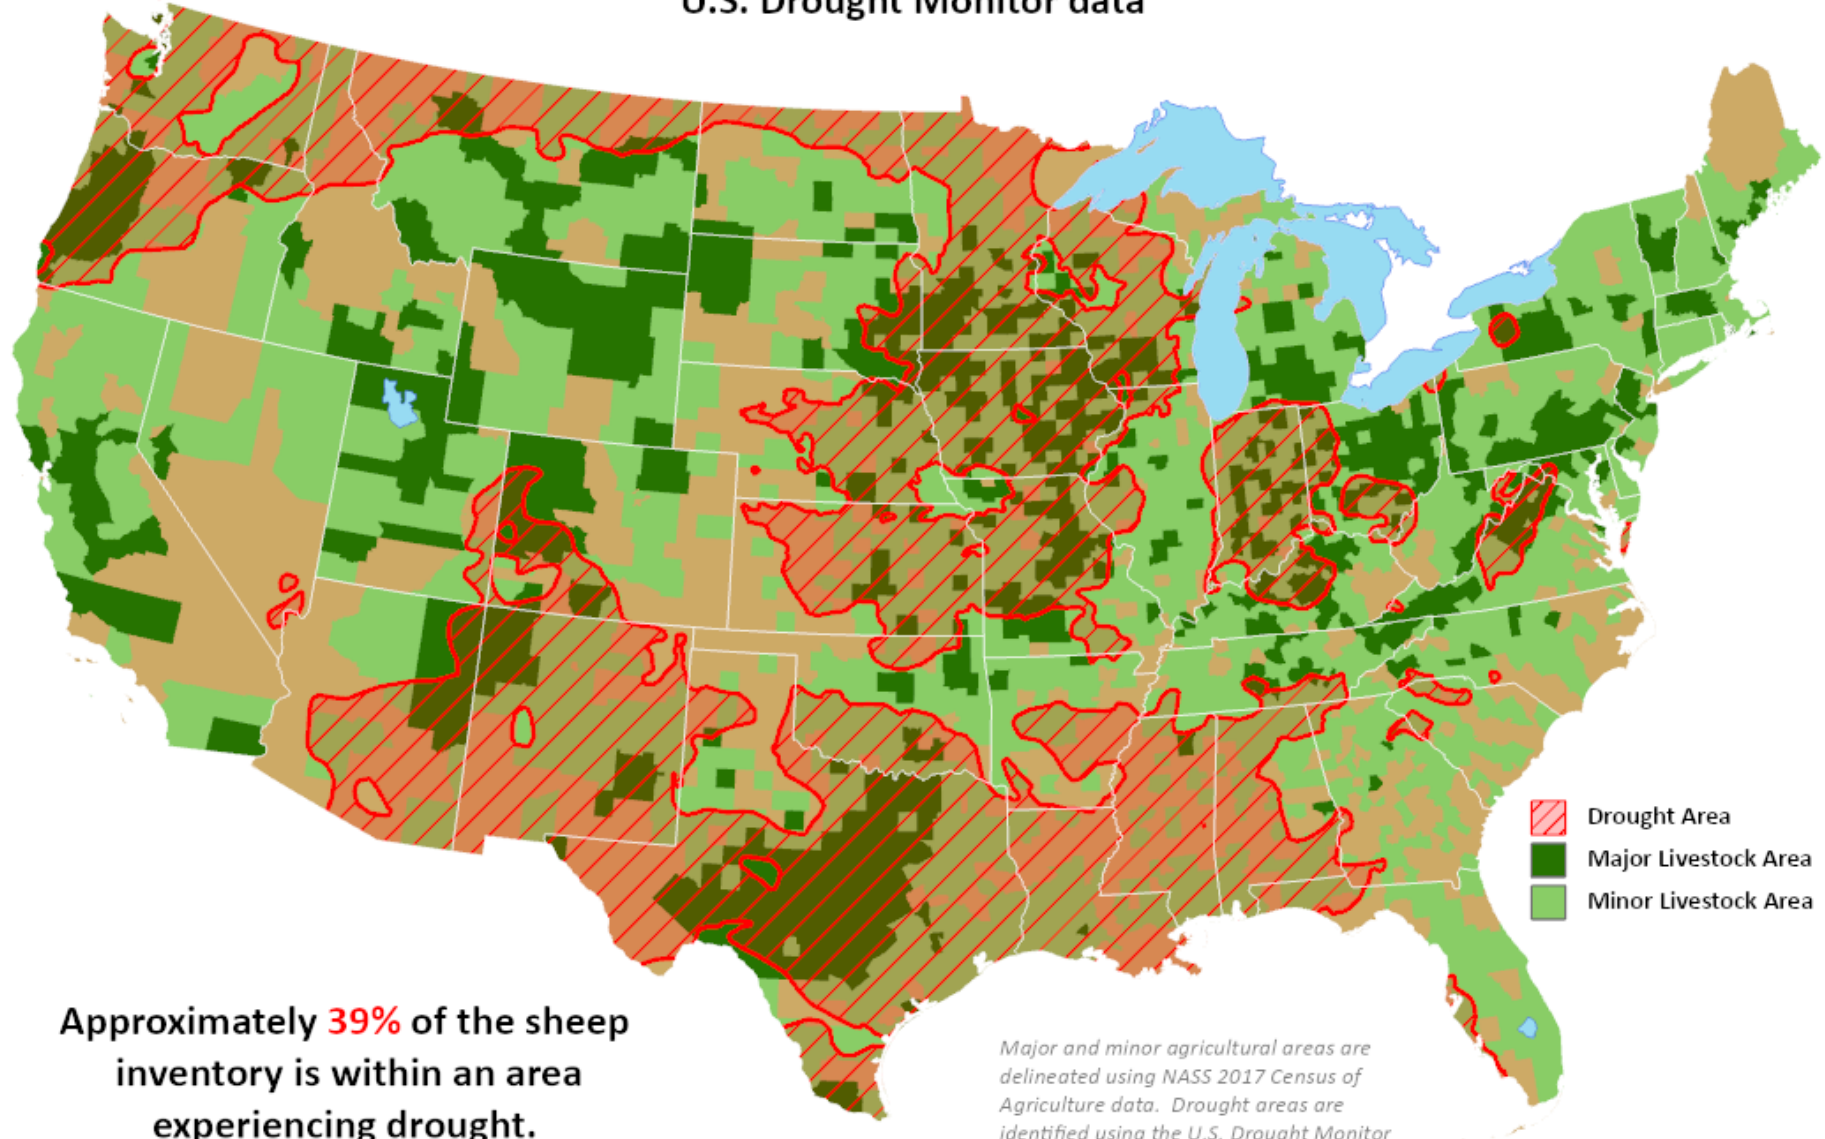 U.S. Drought Monitor data
Drought Area
Major Livestock Area
Minor Livestock Area
Approximately 39% of the sheep
inventory is within an area
experiencing drought.
Major and minor agricultural areas are
delineated using NASS 2017 Census of
Agriculture data.  Drought areas are
identified using the U.S. Drought Monitor